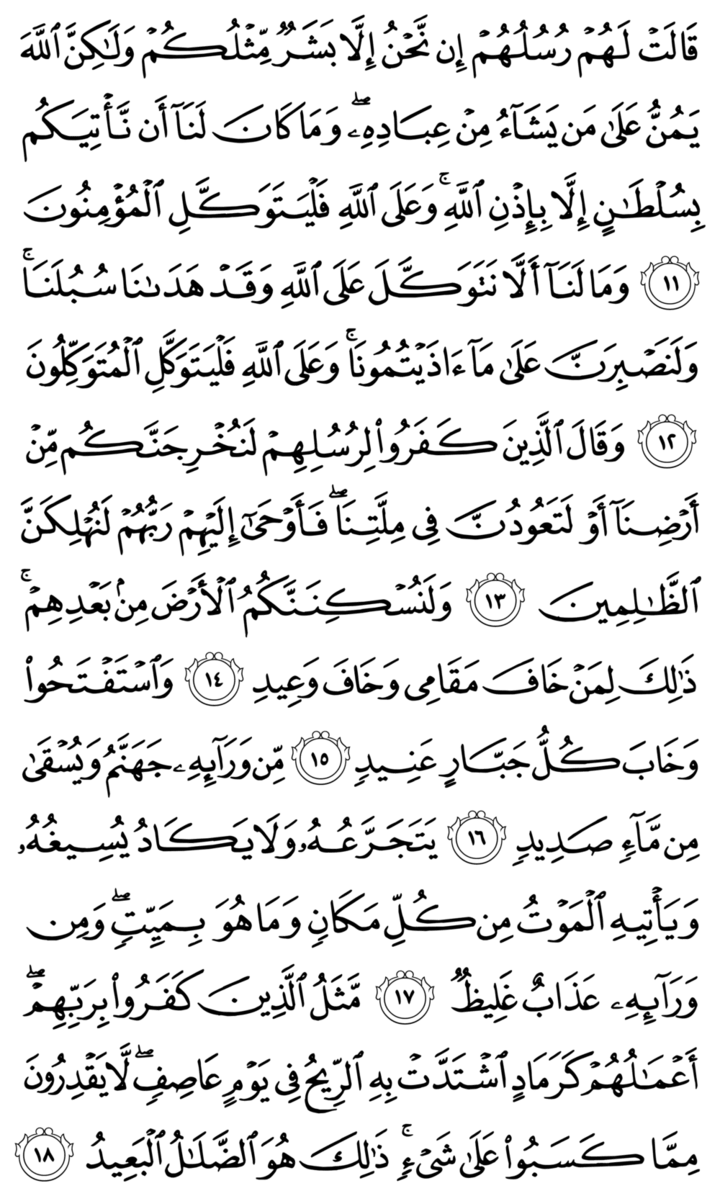 قَالَتْ لَهُمْ رُسُلُهُمْ إِن نَّحْنُ إِلَّا بَشَرٌ مِّثْلُكُمْ وَلَٰكِنَّ ٱللَّهَ
يَمُنُّ عَلَىٰ مَن يَشَآءُ مِنْ عِبَادِهِۦ ۖ وَمَا كَانَ لَنَآ أَن نَّأْتِيَكُم
بِسُلْطَٰنٍ إِلَّا بِإِذْنِ ٱللَّهِ ۚ وَعَلَى ٱللَّهِ فَلْيَتَوَكَّلِ ٱلْمُؤْمِنُونَ
١١ وَمَا لَنَآ أَلَّا نَتَوَكَّلَ عَلَى ٱللَّهِ وَقَدْ هَدَىٰنَا سُبُلَنَا ۚ
وَلَنَصْبِرَنَّ عَلَىٰ مَآ ءَاذَيْتُمُونَا ۚ وَعَلَى ٱللَّهِ فَلْيَتَوَكَّلِ ٱلْمُتَوَكِّلُونَ
١٢ وَقَالَ ٱلَّذِينَ كَفَرُوا۟ لِرُسُلِهِمْ لَنُخْرِجَنَّكُم مِّنْ
أَرْضِنَآ أَوْ لَتَعُودُنَّ فِى مِلَّتِنَا ۖ فَأَوْحَىٰٓ إِلَيْهِمْ رَبُّهُمْ لَنُهْلِكَنَّ
ٱلظَّٰلِمِينَ ١٣ وَلَنُسْكِنَنَّكُمُ ٱلْأَرْضَ مِنۢ بَعْدِهِمْ ۚ
ذَٰلِكَ لِمَنْ خَافَ مَقَامِى وَخَافَ وَعِيدِ ١٤ وَٱسْتَفْتَحُوا۟
وَخَابَ كُلُّ جَبَّارٍ عَنِيدٍ ١٥ مِّن وَرَآئِهِۦ جَهَنَّمُ وَيُسْقَىٰ
مِن مَّآءٍ صَدِيدٍ ١٦ يَتَجَرَّعُهُۥ وَلَا يَكَادُ يُسِيغُهُۥ
وَيَأْتِيهِ ٱلْمَوْتُ مِن كُلِّ مَكَانٍ وَمَا هُوَ بِمَيِّتٍ ۖ وَمِن
وَرَآئِهِۦ عَذَابٌ غَلِيظٌ ١٧ مَّثَلُ ٱلَّذِينَ كَفَرُوا۟ بِرَبِّهِمْ ۖ
أَعْمَٰلُهُمْ كَرَمَادٍ ٱشْتَدَّتْ بِهِ ٱلرِّيحُ فِى يَوْمٍ عَاصِفٍ ۖ لَّا يَقْدِرُونَ
مِمَّا كَسَبُوا۟ عَلَىٰ شَىْءٍ ۚ ذَٰلِكَ هُوَ ٱلضَّلَٰلُ ٱلْبَعِيدُ ١٨